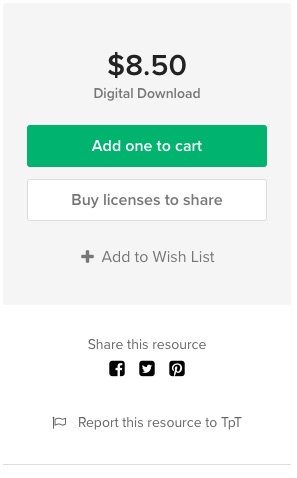 $8.50
Digital Download
Add one to cart
Buy licenses to share
Add to Wish List
Share this resource
Report this resource to TpT